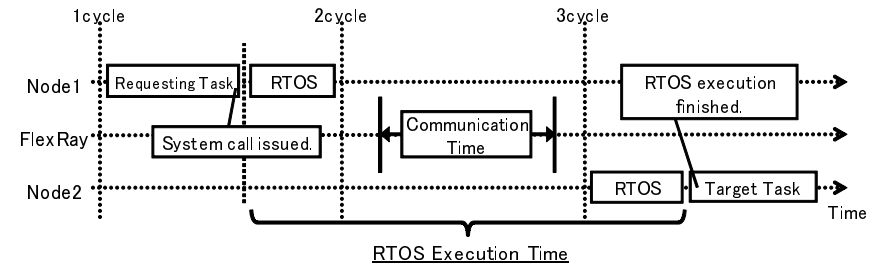 1cycle 2cycle 3cycle
Node1 Requesting Task RTOS RTOS execution finished.
FlexRay System call issued. Communication Time
Node2 RTOS Target Task
Time
RTOS Execution Time